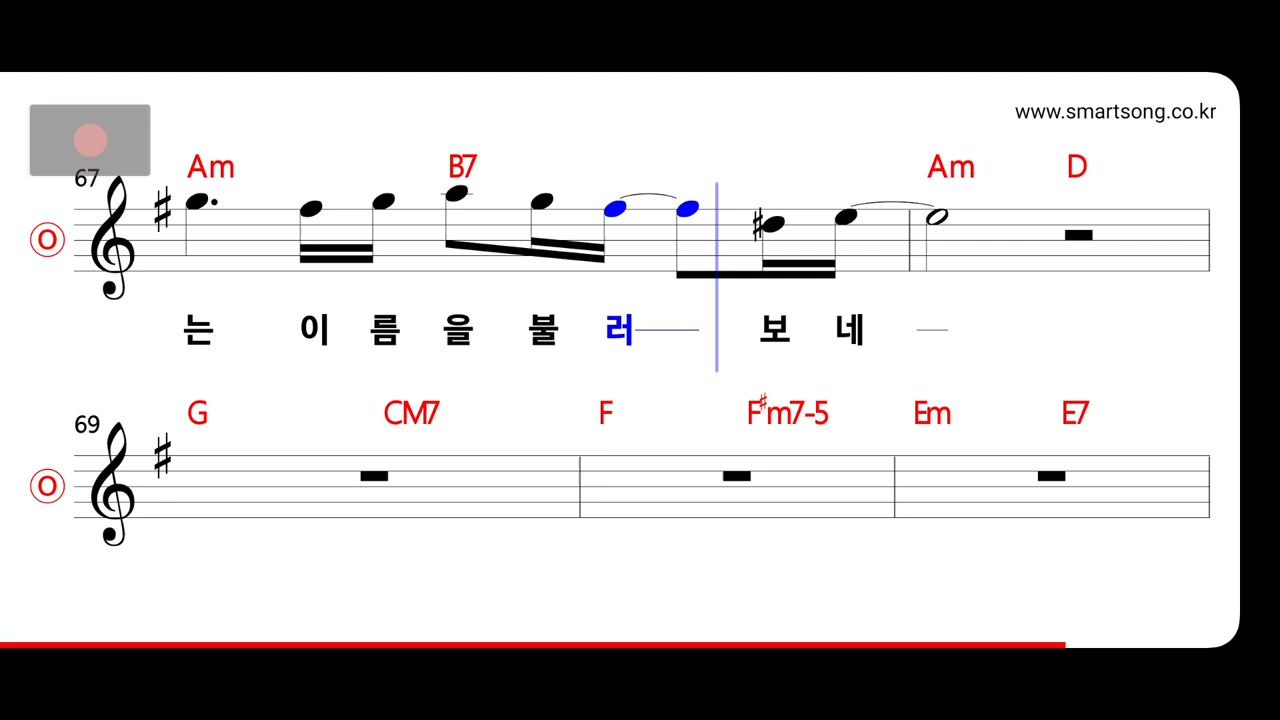 www.smartsong.co.kr
Am B7 Am D
67
O
는 이 름 을 불 러 보 네
G CM7 F F#m7-5 Em E7
69
O